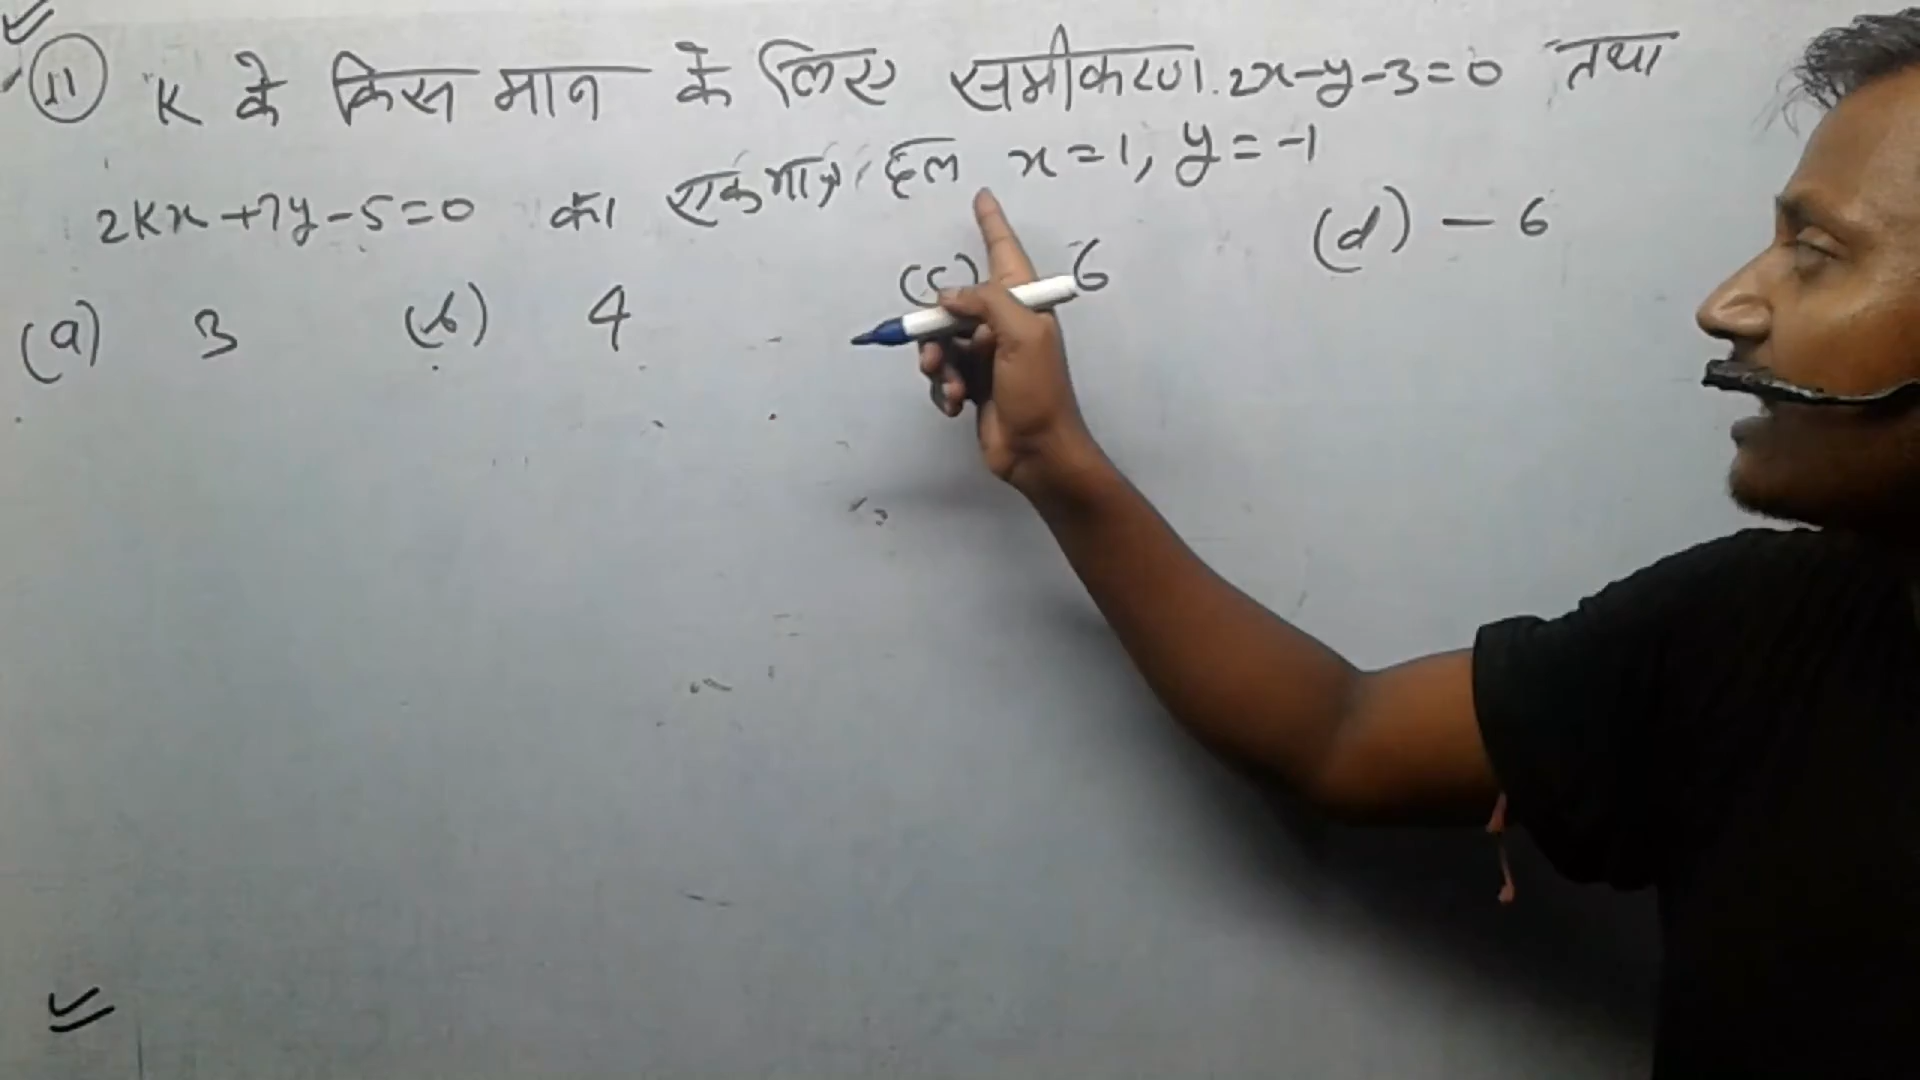 11 K के किस मान के लिए समीकरण 2x-y-3=0 तथा
2Kx+7y-5=0 का एकमात्र हल x=1, y=-1
(a) 3 (b) 4 (c) 6 (d) -6